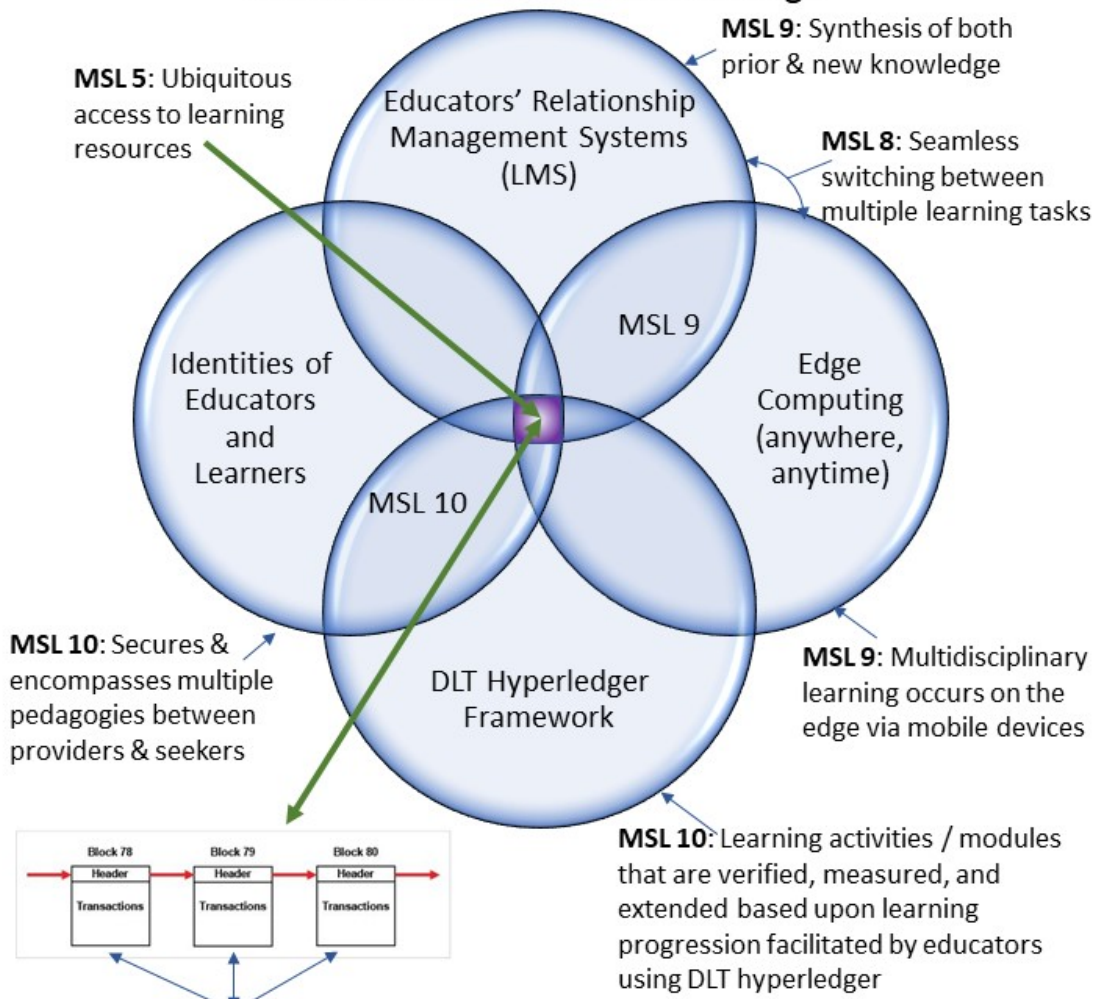 MSL 9: Synthesis of both
prior & new knowledge
MSL 5: Ubiquitous
access to learning
resources
Educators' Relationship
Management Systems
(LMS)
MSL 8: Seamless
switching between
multiple learning tasks
MSL 9
Identities of
Educators
and
Learners
Edge
Computing
(anywhere,
anytime)
MSL 10
MSL 10: Secures &
encompasses multiple
pedagogies between
providers & seekers
DLT Hyperledger
Framework
MSL 9: Multidisciplinary
learning occurs on the
edge via mobile devices
MSL 10: Learning activities / modules
that are verified, measured, and
extended based upon learning
progression facilitated by educators
using DLT hyperledger
Block 78
Block 79
Block 80
Header
Header
Header
Transactions
Transactions
Transactions